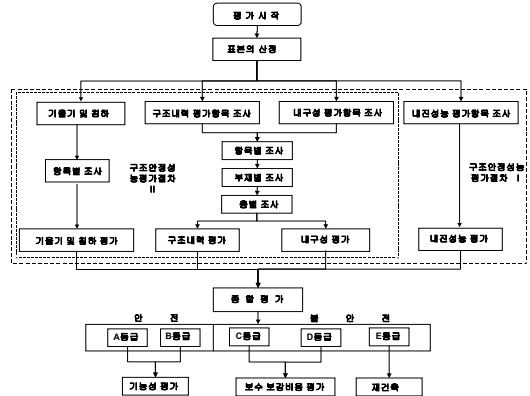 평 가 시 작
표본의 산정
기울기 및 침하
구조내력 평가항목 조사
내구성 평가항목 조사
내진성능 평가항목 조사
항목별 조사
항목별 조사
구조안정성
능평가절차
II
구조안정성능
평가절차 I
부재별 조사
층별 조사
기울기 및 침하 평가
구조내력 평가
내구성 평가
내진성능 평가
종 합 평 가
안 전
불 안 전
A등급
B등급
C등급
D등급
E등급
기능성 평가
보수 보강비용 평가
재건축